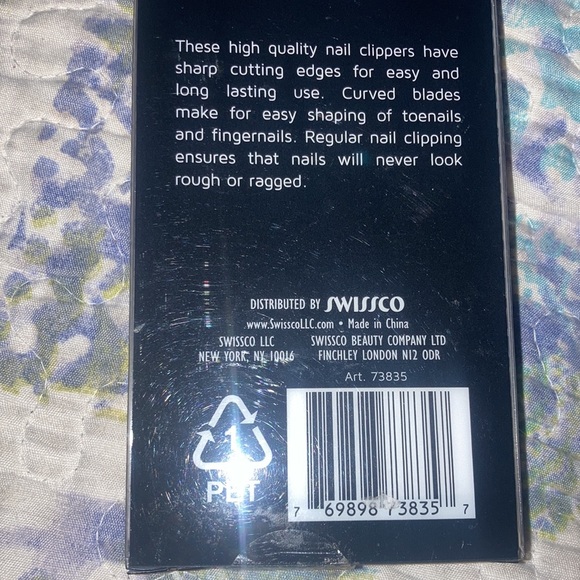 These high quality nail clippers have
sharp cutting edges for easy and
long lasting use. Curved blades
make for easy shaping of toenails
and fingernails. Regular nail clipping
ensures that nails will never look
rough or ragged.
DISTRIBUTED BY SWISSCO
www.SwisscoLLC.com • Made in China
SWISSCO LLC
NEW YORK, NY 10016
SWISSCO BEAUTY COMPANY LTD
FINCHLEY LONDON N12 0DR
Art. 73835
1
PET
7 69898 73835 7